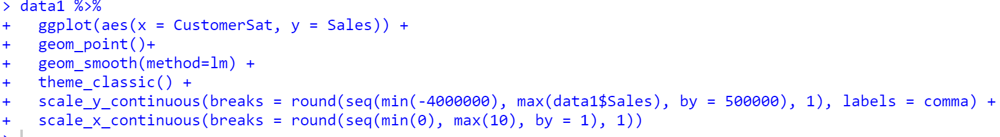 > data1 %>%
+   ggplot(aes(x = CustomerSat, y = Sales)) +
+   geom_point()+
+   geom_smooth(method=lm) +
+   theme_classic() +
+   scale_y_continuous(breaks = round(seq(min(-4000000), max(data1$Sales), by = 500000), 1), labels = comma) +
+   scale_x_continuous(breaks = round(seq(min(0), max(10), by = 1), 1))
>